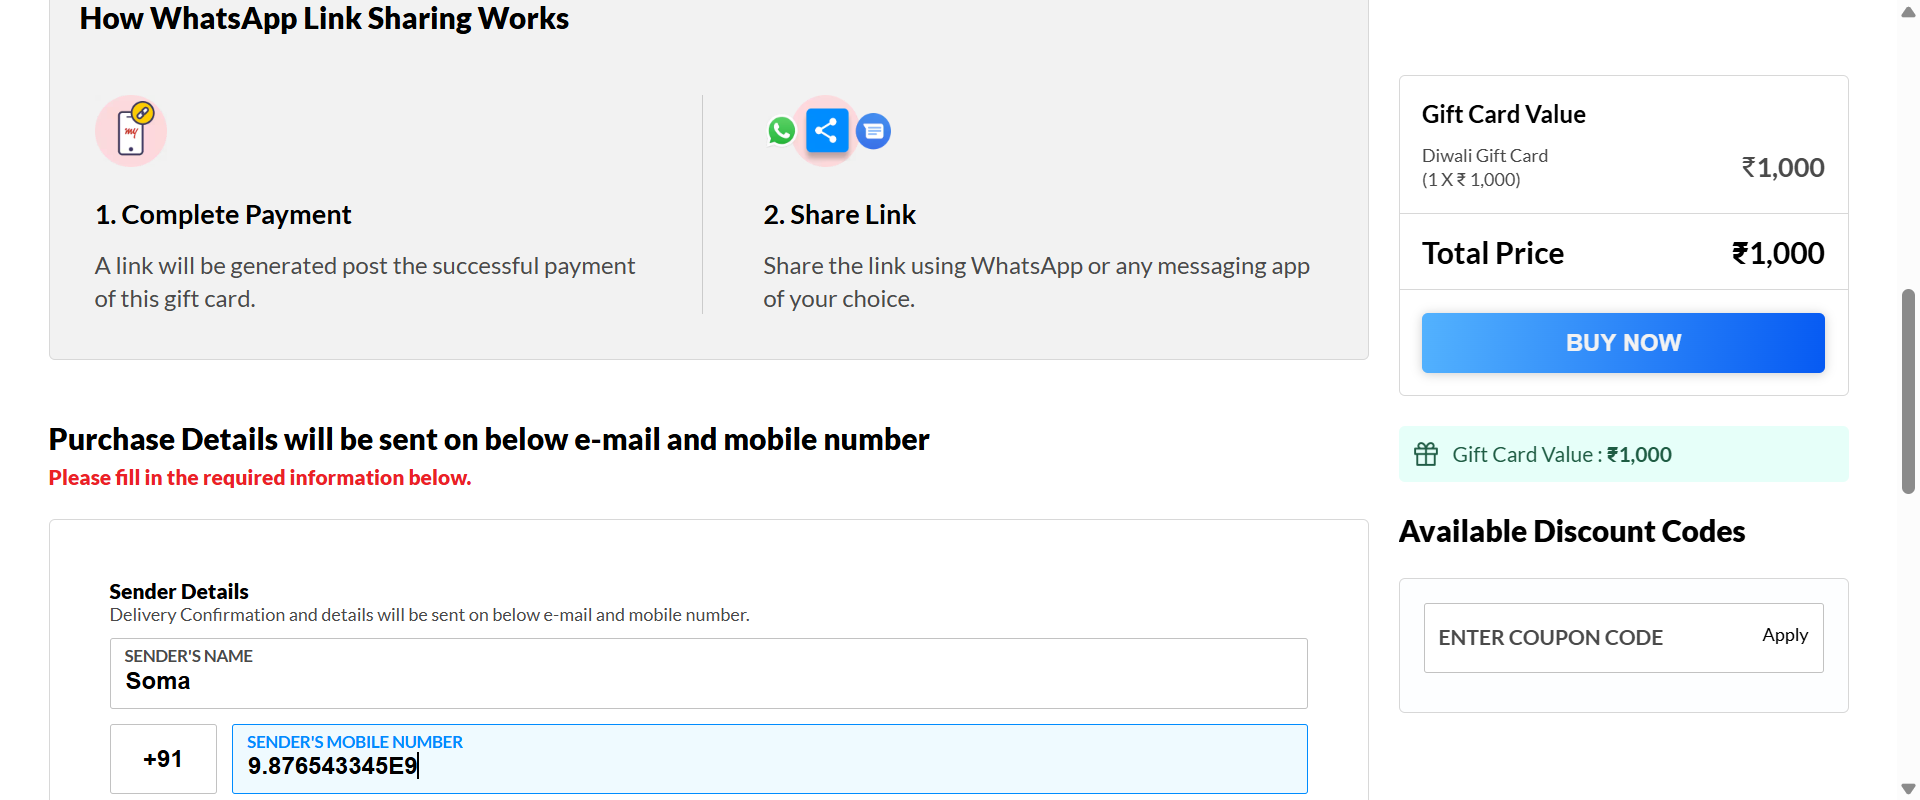 How WhatsApp Link Sharing Works
my
1. Complete Payment
A link will be generated post the successful payment
of this gift card.
2. Share Link
Share the link using WhatsApp or any messaging app
of your choice.
Purchase Details will be sent on below e-mail and mobile number
Please fill in the required information below.
Sender Details
Delivery Confirmation and details will be sent on below e-mail and mobile number.
SENDER'S NAME
Soma
+91
SENDER'S MOBILE NUMBER
9.876543345E9
Gift Card Value
Diwali Gift Card
(1 X ₹ 1,000)
₹1,000
Total Price
₹1,000
BUY NOW
Gift Card Value : ₹1,000
Available Discount Codes
ENTER COUPON CODE
Apply